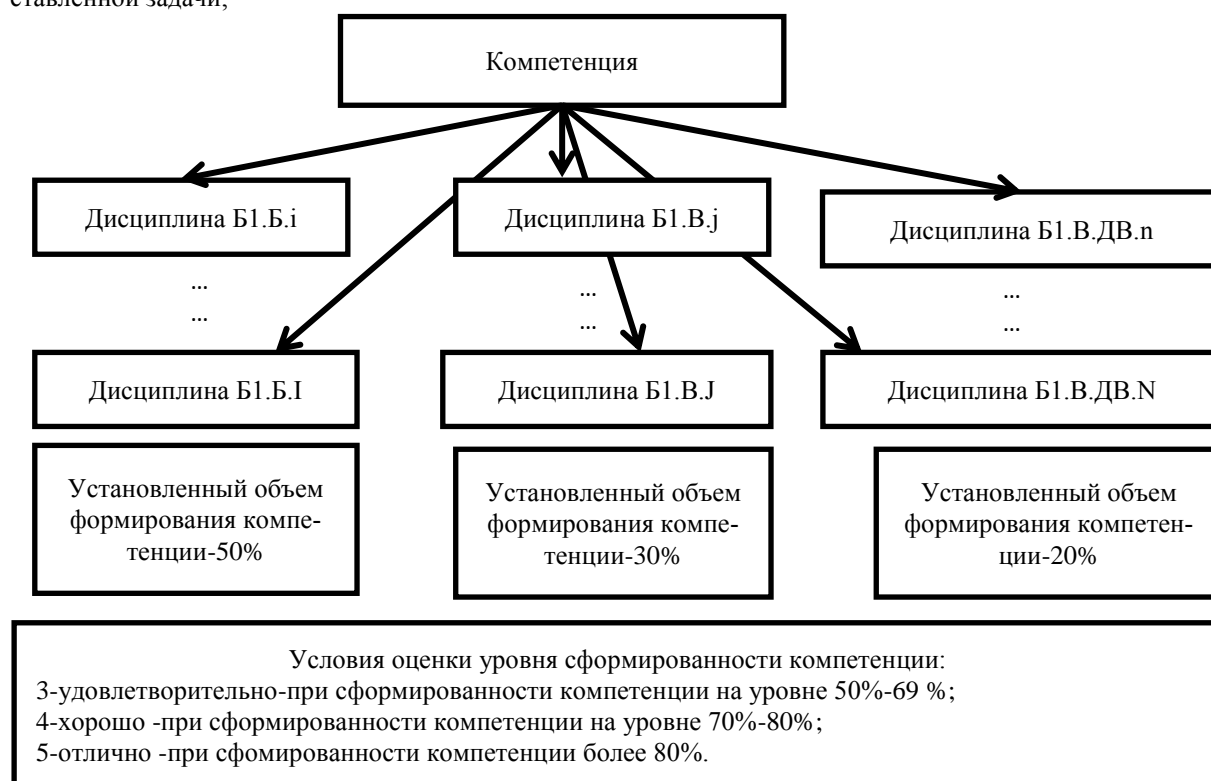 ставленной задачи;
Компетенция
Дисциплина Б1.Б.i
Дисциплина Б1.В.j
Дисциплина Б1.В.ДВ.n
...
...
...
...
...
...
Дисциплина Б1.Б.I
Дисциплина Б1.В.J
Дисциплина Б1.В.ДВ.N
Установленный объем
формирования компе-
тенции-50%
Установленный объем
формирования компе-
тенции-30%
Установленный объем
формирования компетен-
ции-20%
Условия оценки уровня сформированности компетенции:
3-удовлетворительно-при сформированности компетенции на уровне 50%-69 %;
4-хорошо -при сформированности компетенции на уровне 70%-80%;
5-отлично -при сфомированности компетенции более 80%.